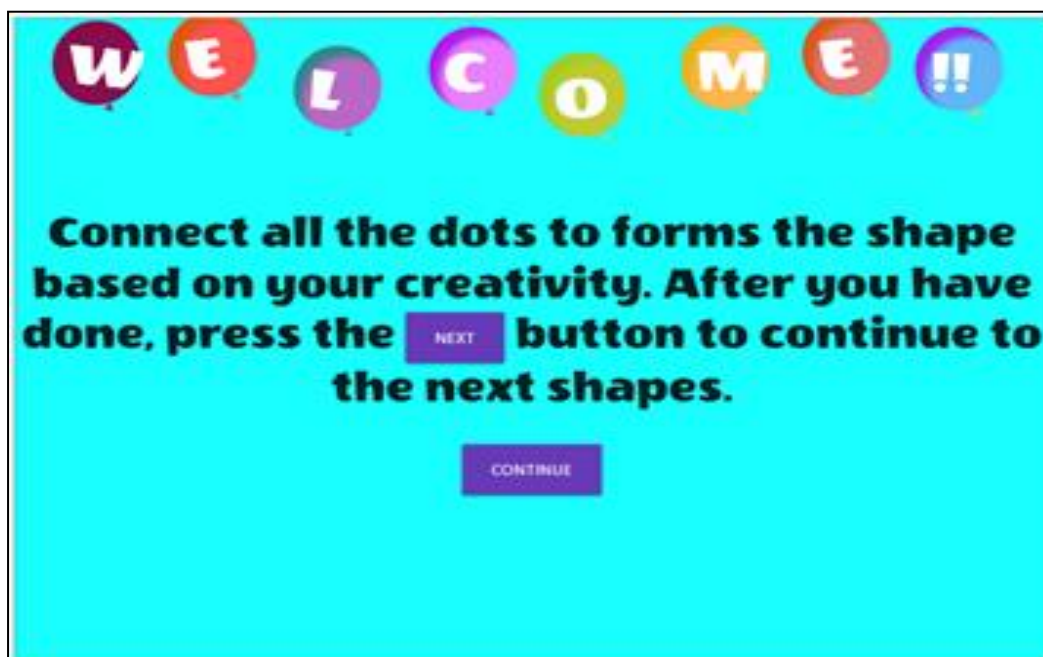 WELCOME!!
Connect all the dots to forms the shape
based on your creativity. After you have
done, press the NEXT button to continue to
the next shapes.
CONTINUE